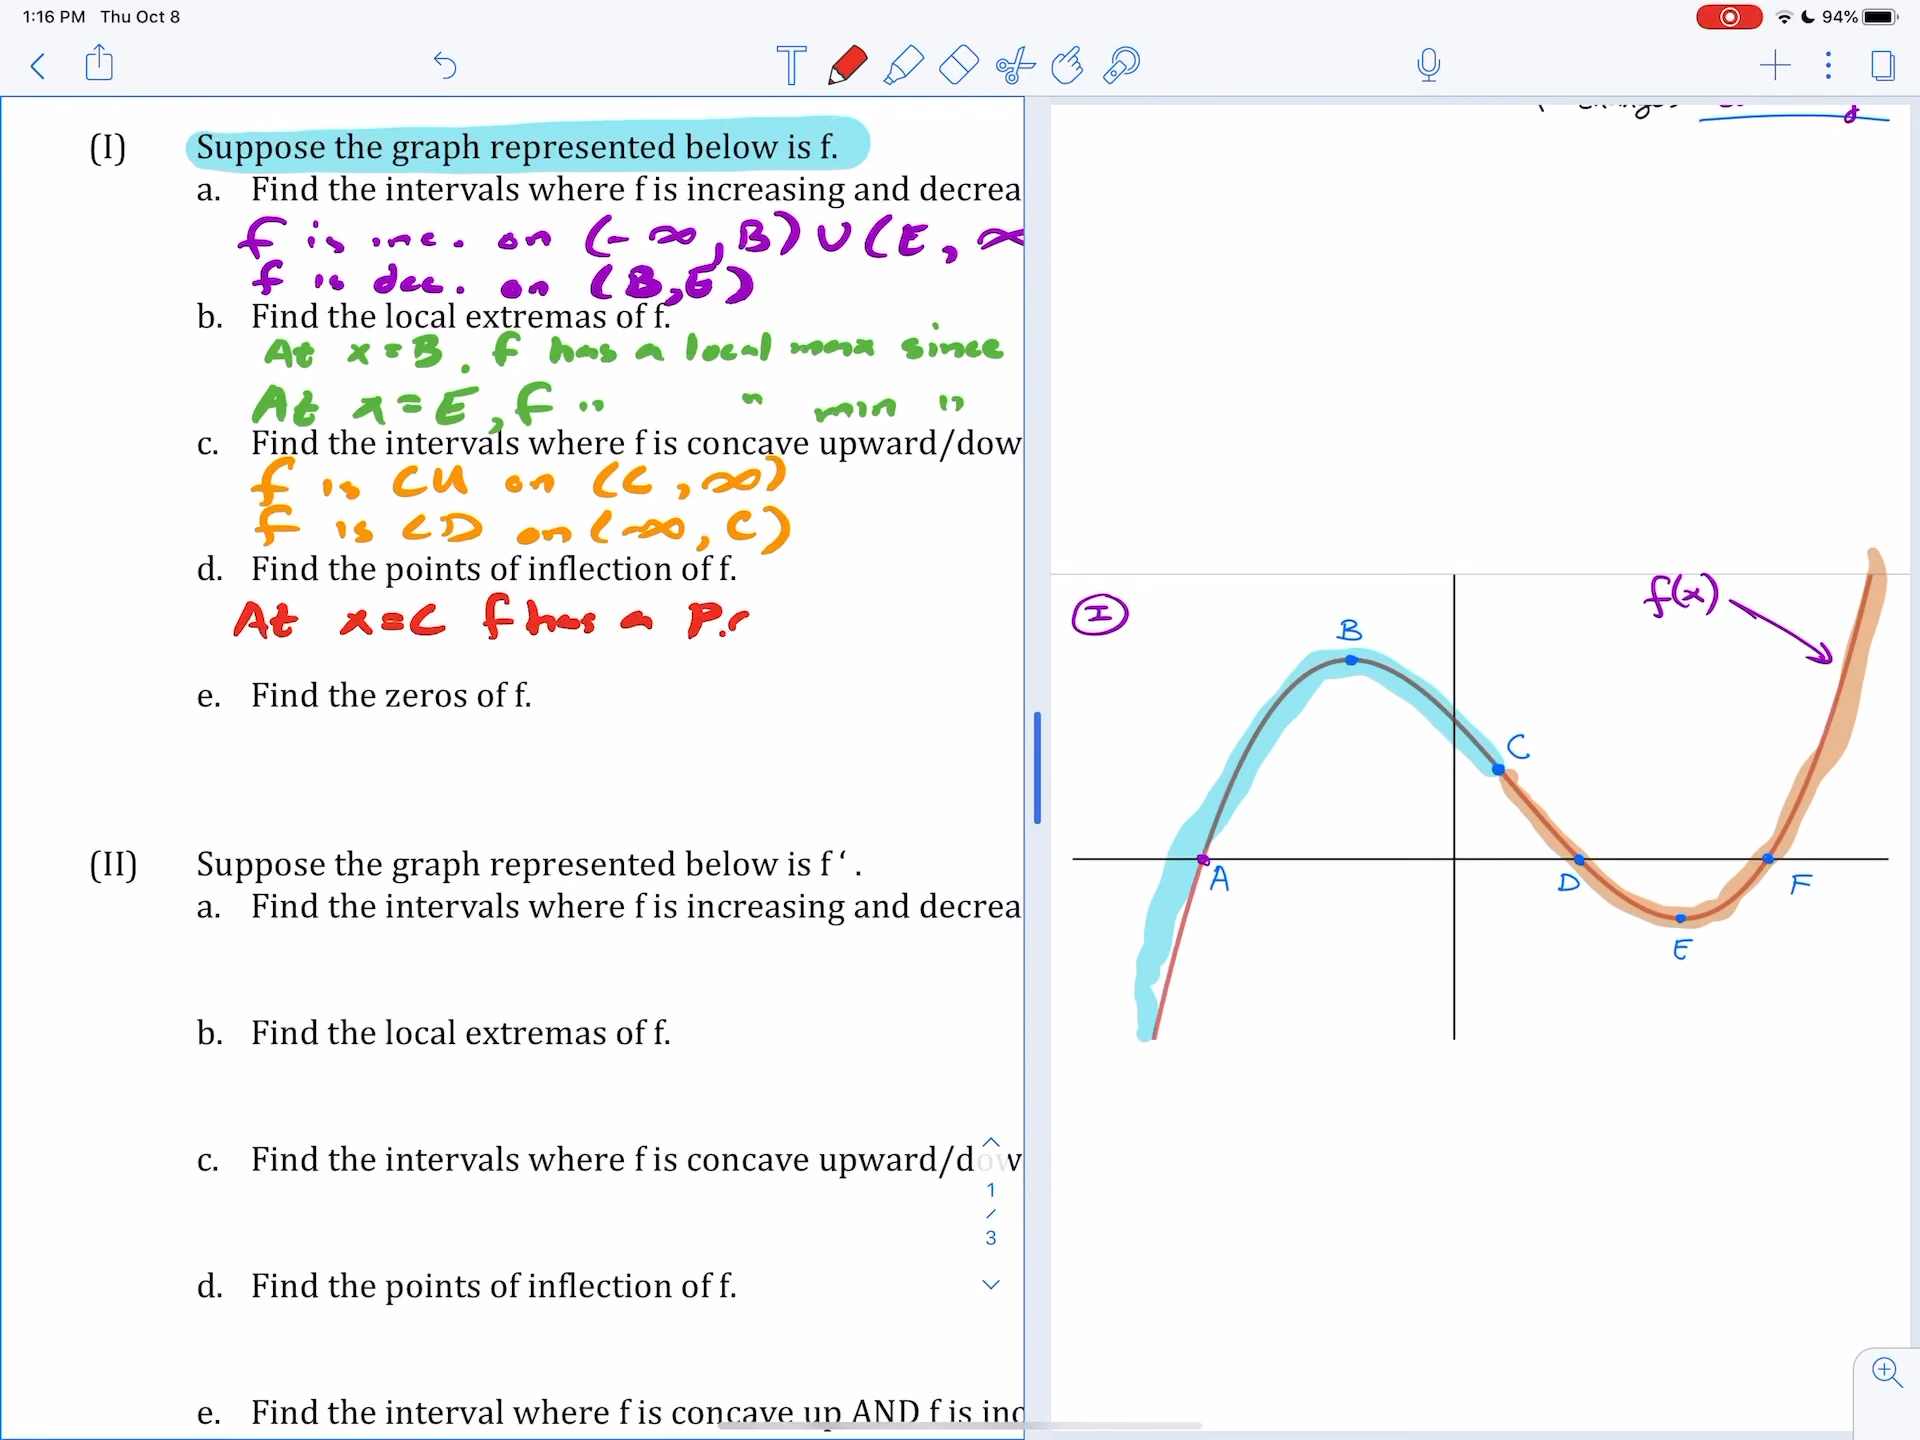 1:16 PM Thu Oct 8
94%
(I) Suppose the graph represented below is f.
a. Find the intervals where f is increasing and decrea
f is inc. on (-∞, B) ∪ (E, ∞
f is dec. on (B, E)
b. Find the local extremas of f.
At x = B, f has a local max since
At x = E, f " " min "
c. Find the intervals where f is concave upward/dow
f is CU on (C, ∞)
f is CD on (-∞, C)
d. Find the points of inflection of f.
At x = C f has a P.
e. Find the zeros of f.
(II) Suppose the graph represented below is f ‘ .
a. Find the intervals where f is increasing and decrea
b. Find the local extremas of f.
c. Find the intervals where f is concave upward/dow
d. Find the points of inflection of f.
e. Find the interval where f is concave up AND f is inc
1
/
3
I
f(x)
B
C
A
D
F
E